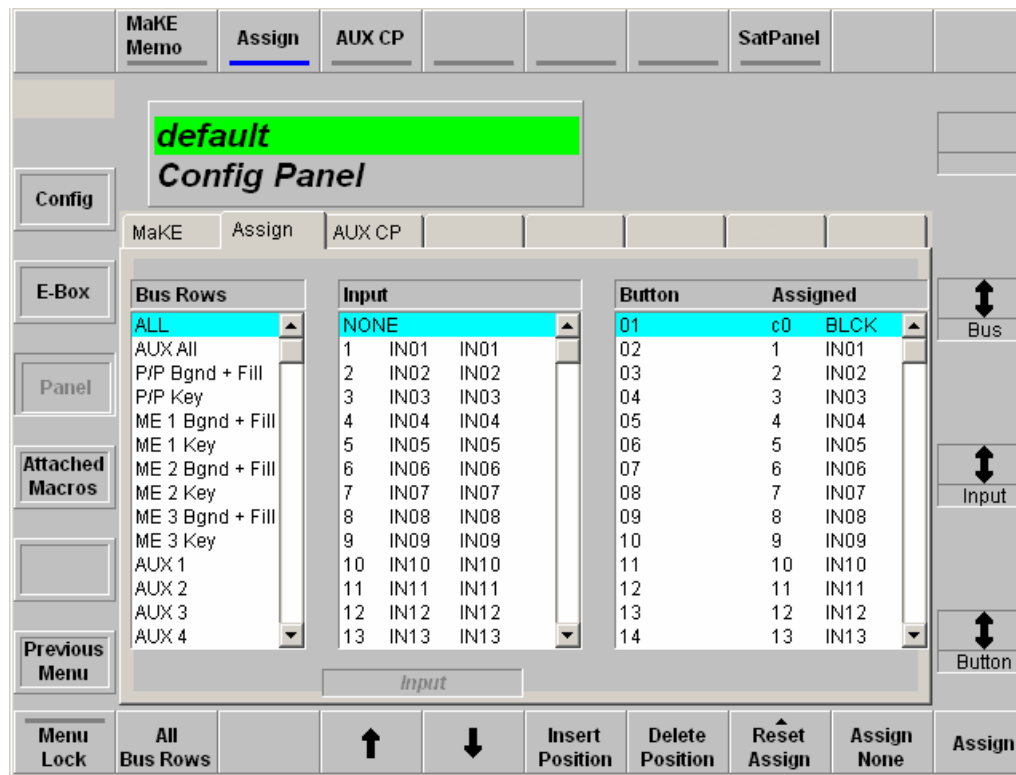 MaKE Memo Assign AUX CP SatPanel
default
Config Panel
Config
E-Box
Panel
Attached Macros
Previous Menu
MaKE Assign AUX CP
Bus Rows
ALL
AUX All
P/P Bgnd + Fill
P/P Key
ME 1 Bgnd + Fill
ME 1 Key
ME 2 Bgnd + Fill
ME 2 Key
ME 3 Bgnd + Fill
ME 3 Key
AUX 1
AUX 2
AUX 3
AUX 4
Input
NONE
1 IN01 IN01
2 IN02 IN02
3 IN03 IN03
4 IN04 IN04
5 IN05 IN05
6 IN06 IN06
7 IN07 IN07
8 IN08 IN08
9 IN09 IN09
10 IN10 IN10
11 IN11 IN11
12 IN12 IN12
13 IN13 IN13
Input
Button Assigned
01 c0 BLCK
02 1 IN01
03 2 IN02
04 3 IN03
05 4 IN04
06 5 IN05
07 6 IN06
08 7 IN07
09 8 IN08
10 9 IN09
11 10 IN10
12 11 IN11
13 12 IN12
14 13 IN13
Bus
Input
Button
Menu Lock
All Bus Rows
Insert Position
Delete Position
Reset Assign
Assign None
Assign